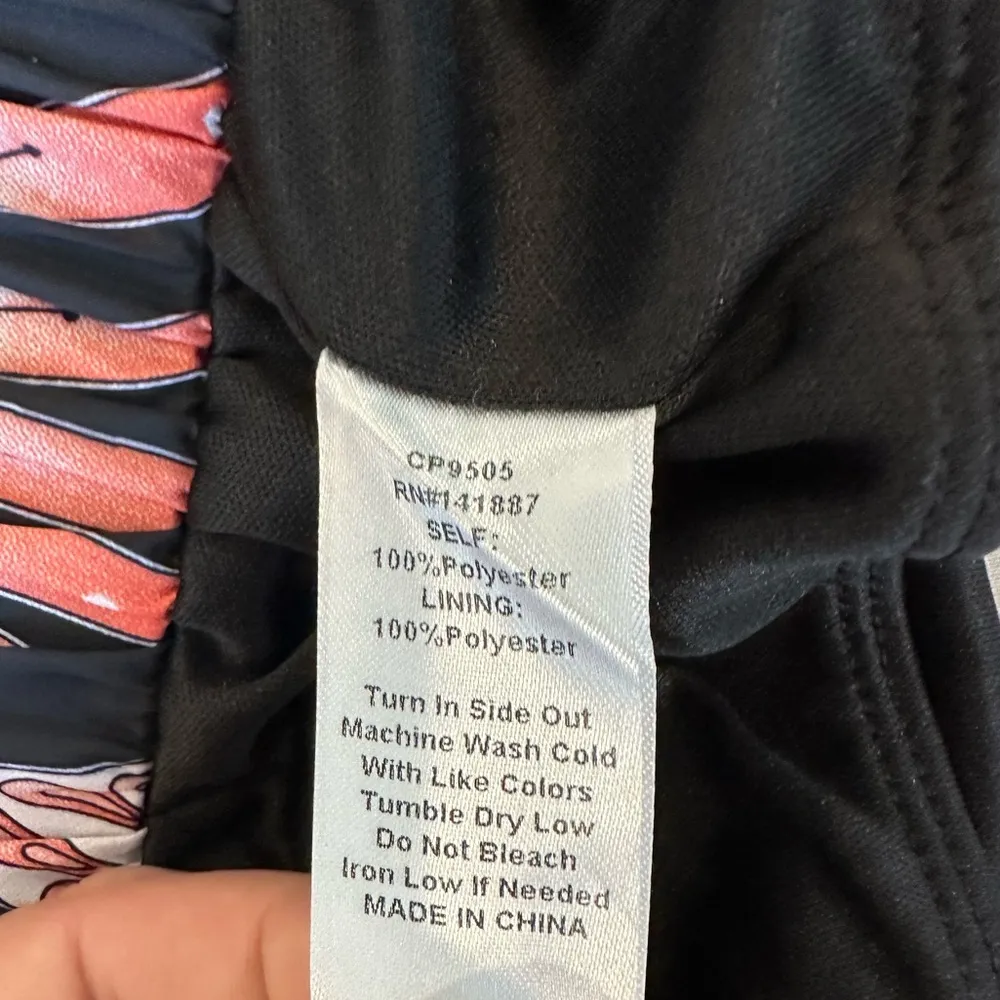 CP9505
RN#141887
SELF:
100%Polyester
LINING:
100%Polyester
Turn In Side Out
Machine Wash Cold
With Like Colors
Tumble Dry Low
Do Not Bleach
Iron Low If Needed
MADE IN CHINA